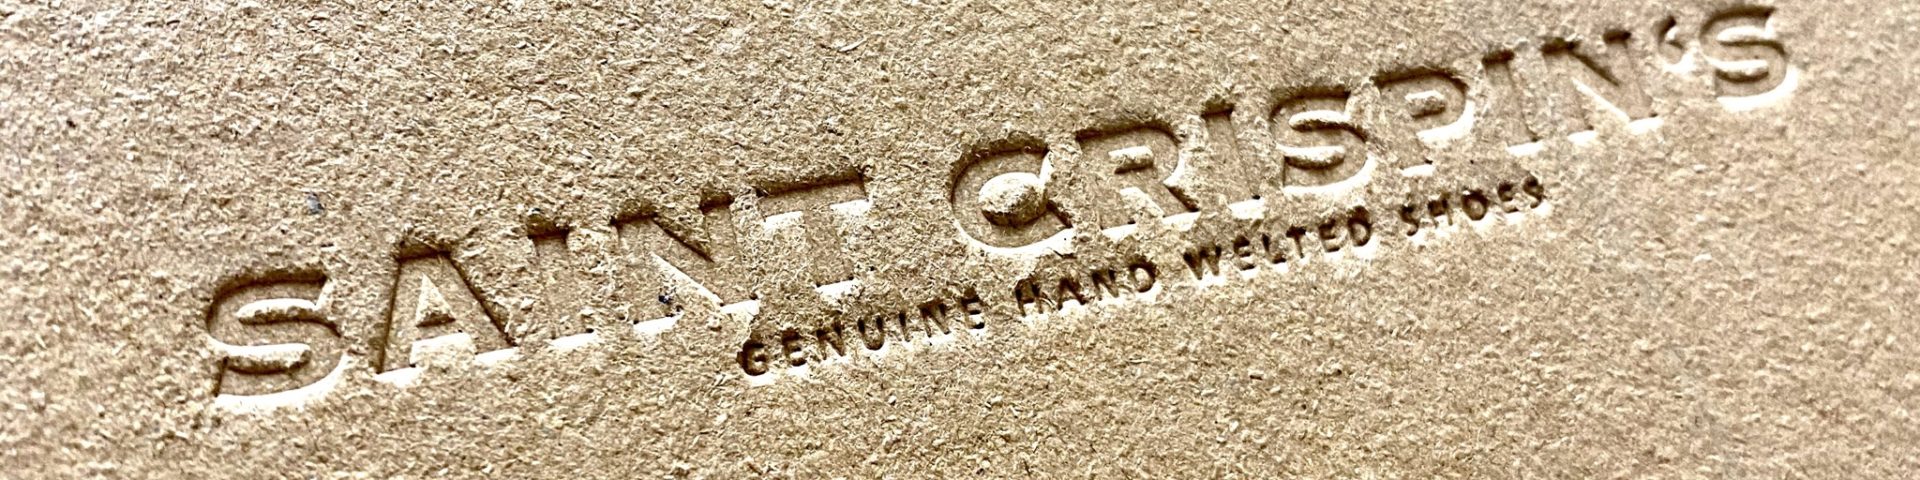 SAINT CRISPIN'S
GENUINE HAND WELTED SHOES